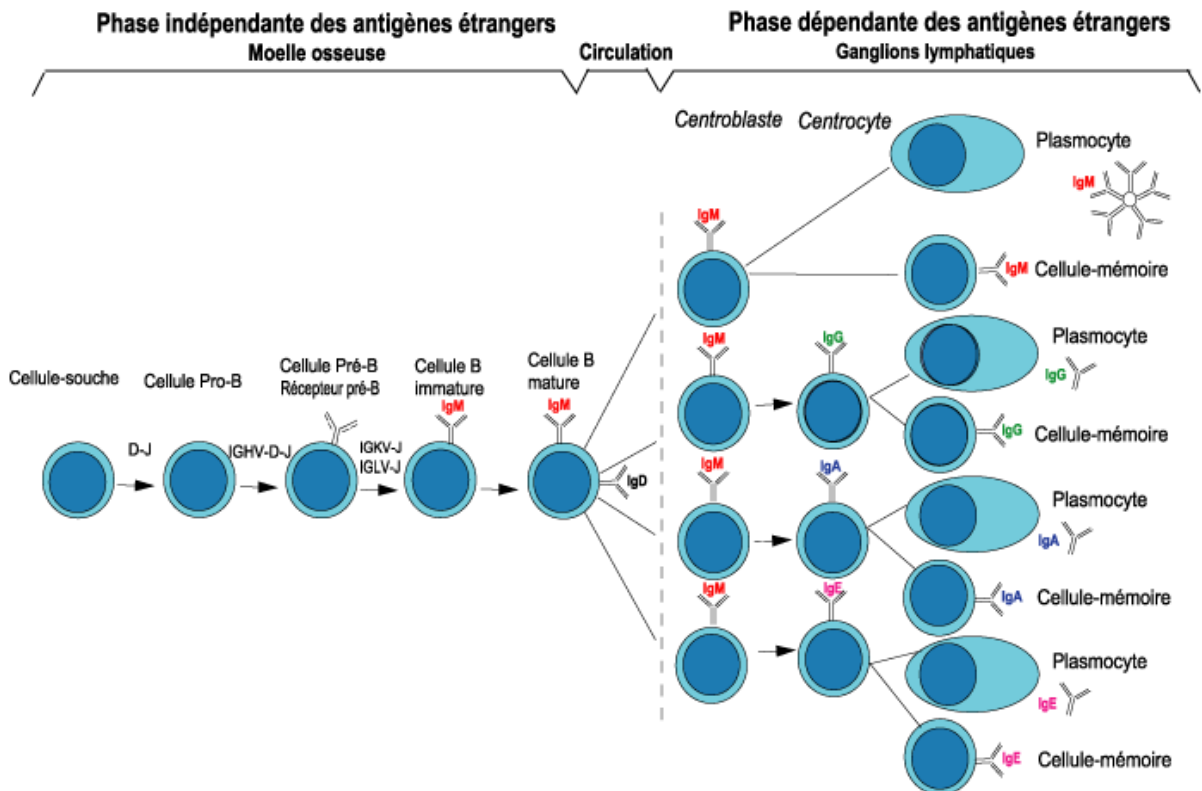 Phase indépendante des antigènes étrangers
Phase dépendante des antigènes étrangers
Moelle osseuse
Circulation
Ganglions lymphatiques
Centroblaste
Centrocyte
Plasmocyte
IgM
IgM
IgM
Cellule-mémoire
Cellule-souche
Cellule Pro-B
Cellule Pré-B
Récepteur pré-B
Cellule B
immature
IgM
Cellule B
mature
IgM
D-J
IGHV-D-J
IGKV-J
IGLV-J
IgD
IgM
IgG
Plasmocyte
IgG
IgG
Cellule-mémoire
IgM
IgA
Plasmocyte
IgA
IgA
Cellule-mémoire
IgM
IgE
Plasmocyte
IgE
IgE
Cellule-mémoire